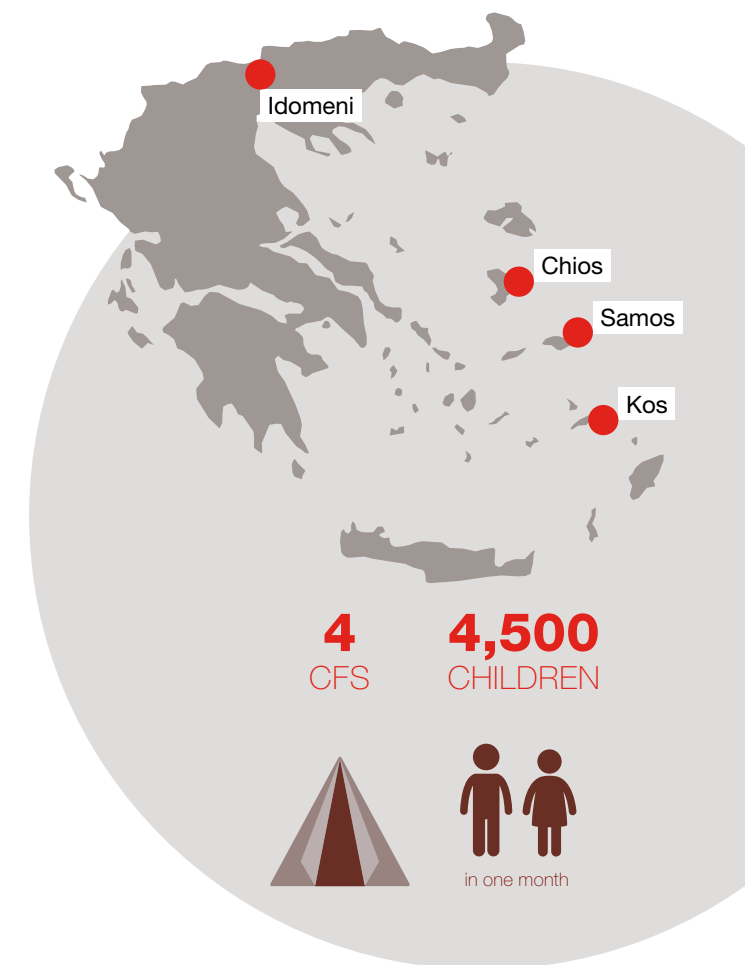 Idomeni
Chios
Samos
Kos
4
CFS
4,500
CHILDREN
in one month